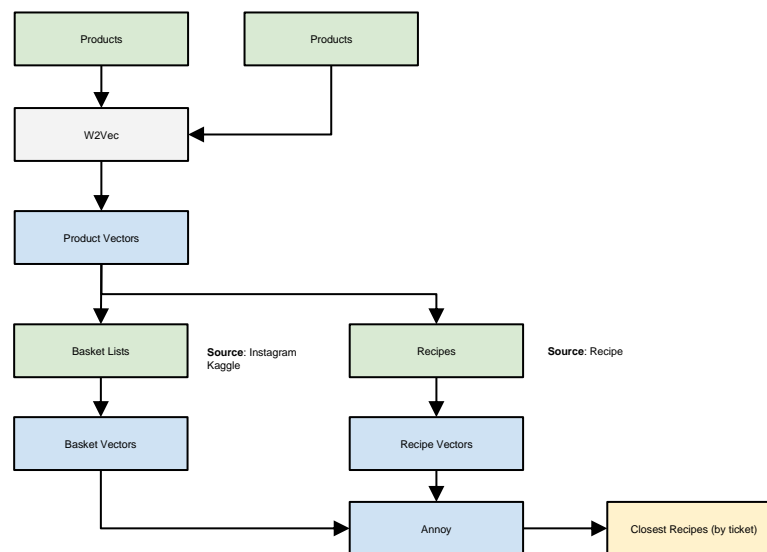 Products
Products
W2Vec
Product Vectors
Basket Lists
Source: Instagram
Kaggle
Recipes
Source: Recipe
Basket Vectors
Recipe Vectors
Annoy
Closest Recipes (by ticket)